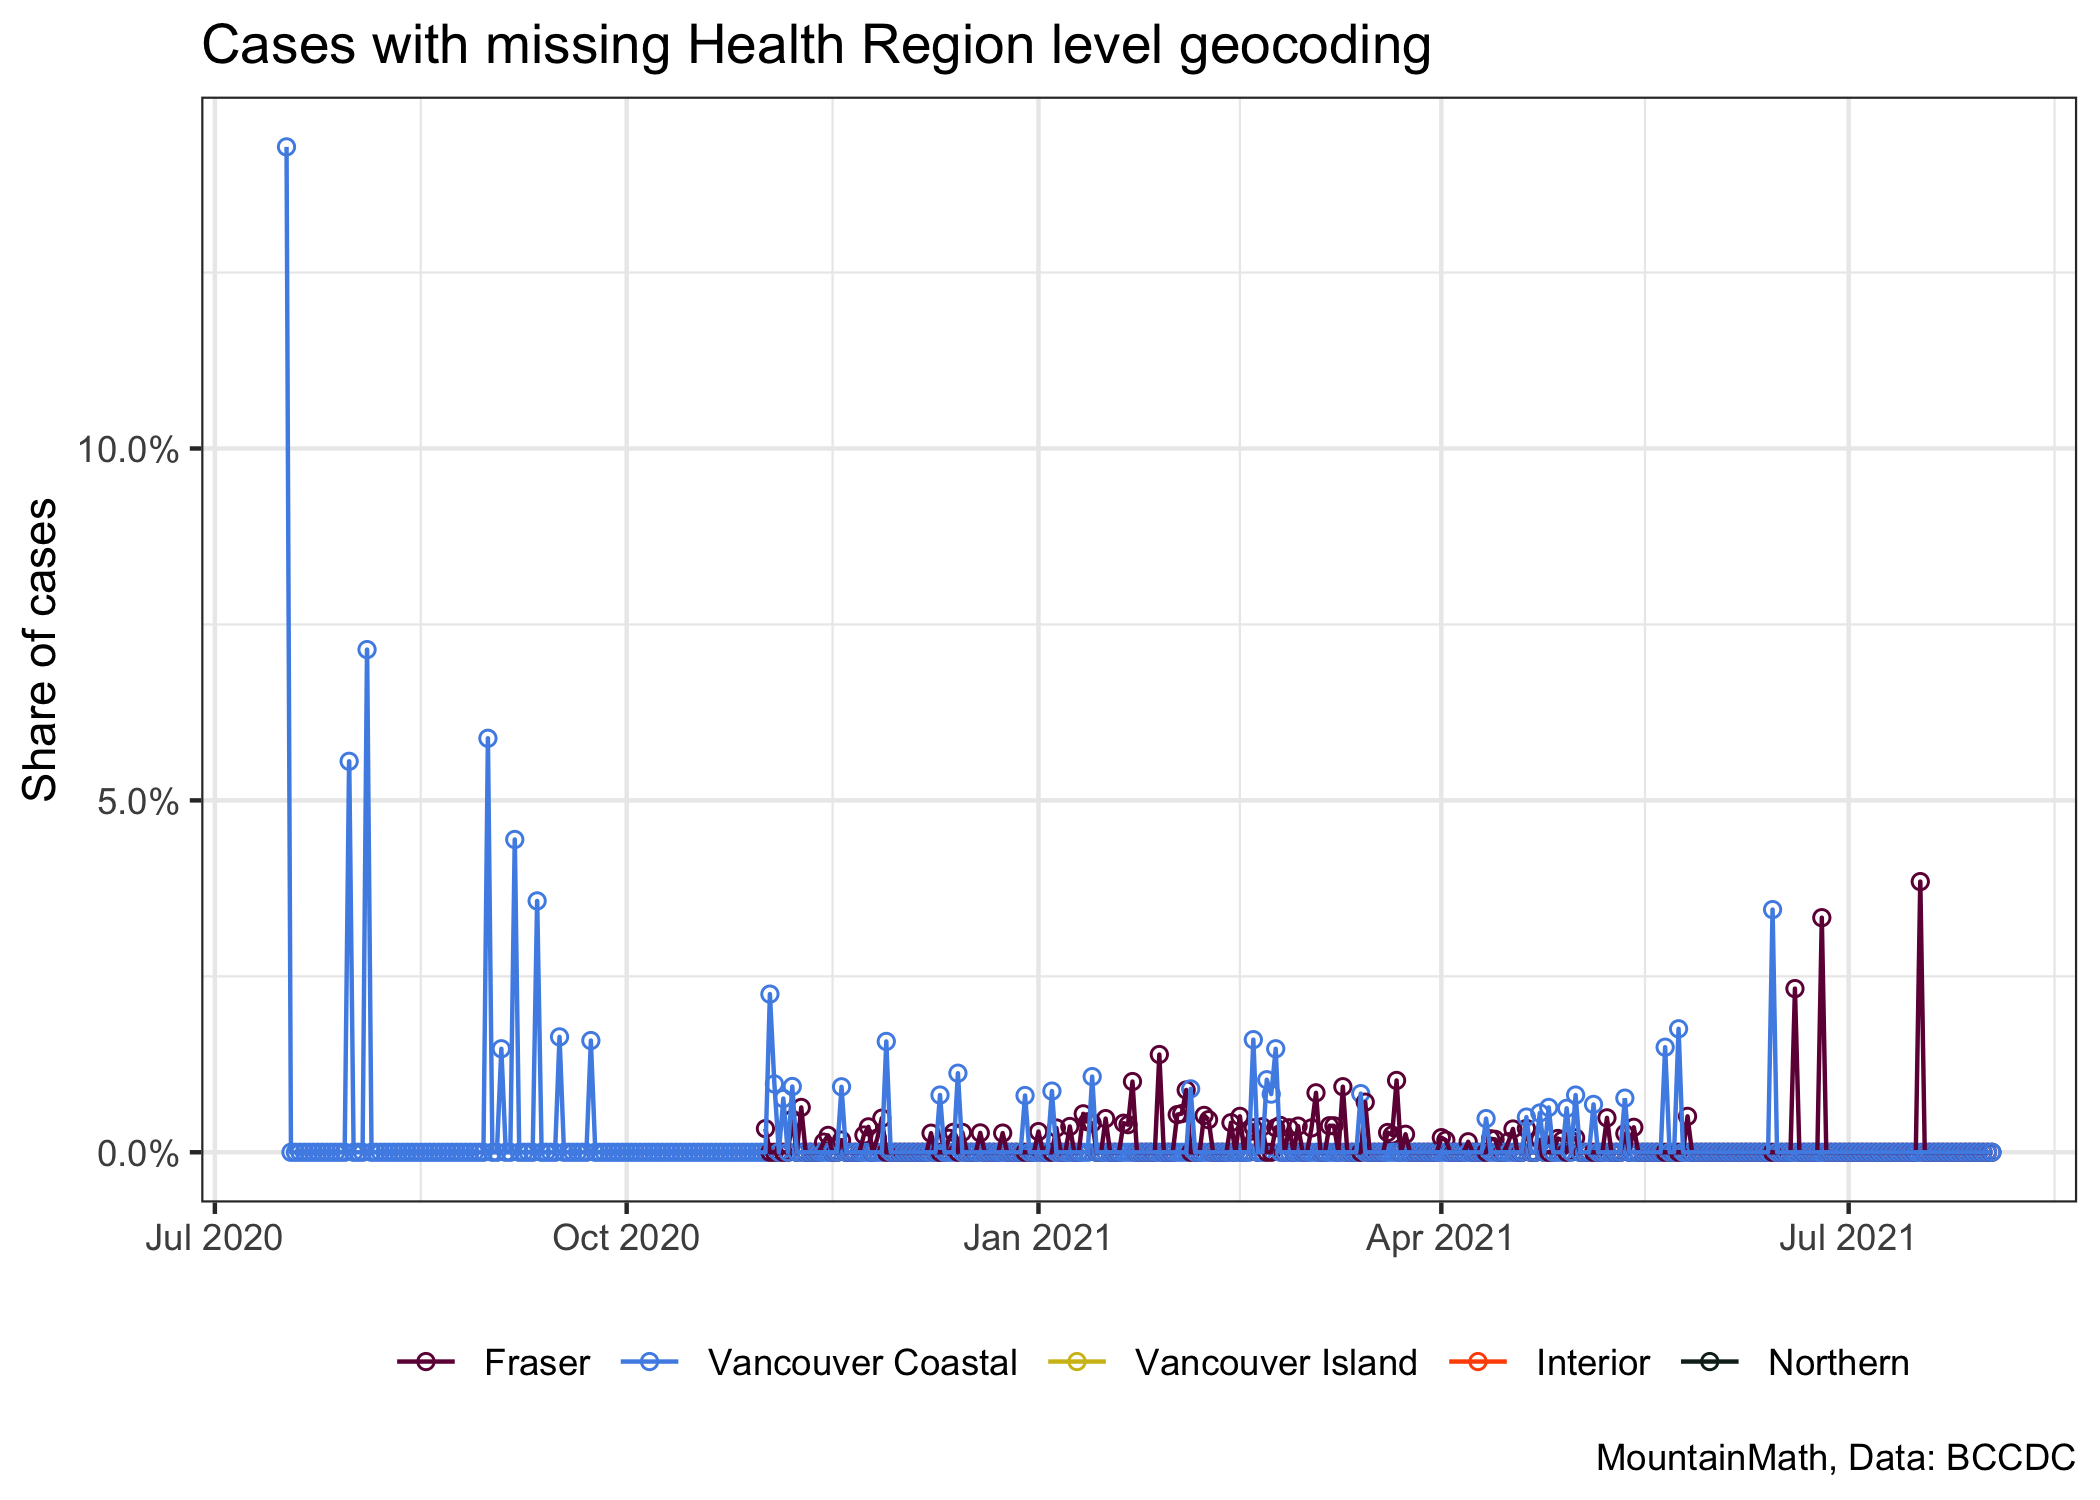 Cases with missing Health Region level geocoding
Share of cases
10.0%
5.0%
0.0%
Jul 2020
Oct 2020
Jan 2021
Apr 2021
Jul 2021
Fraser
Vancouver Coastal
Vancouver Island
Interior
Northern
MountainMath, Data: BCCDC